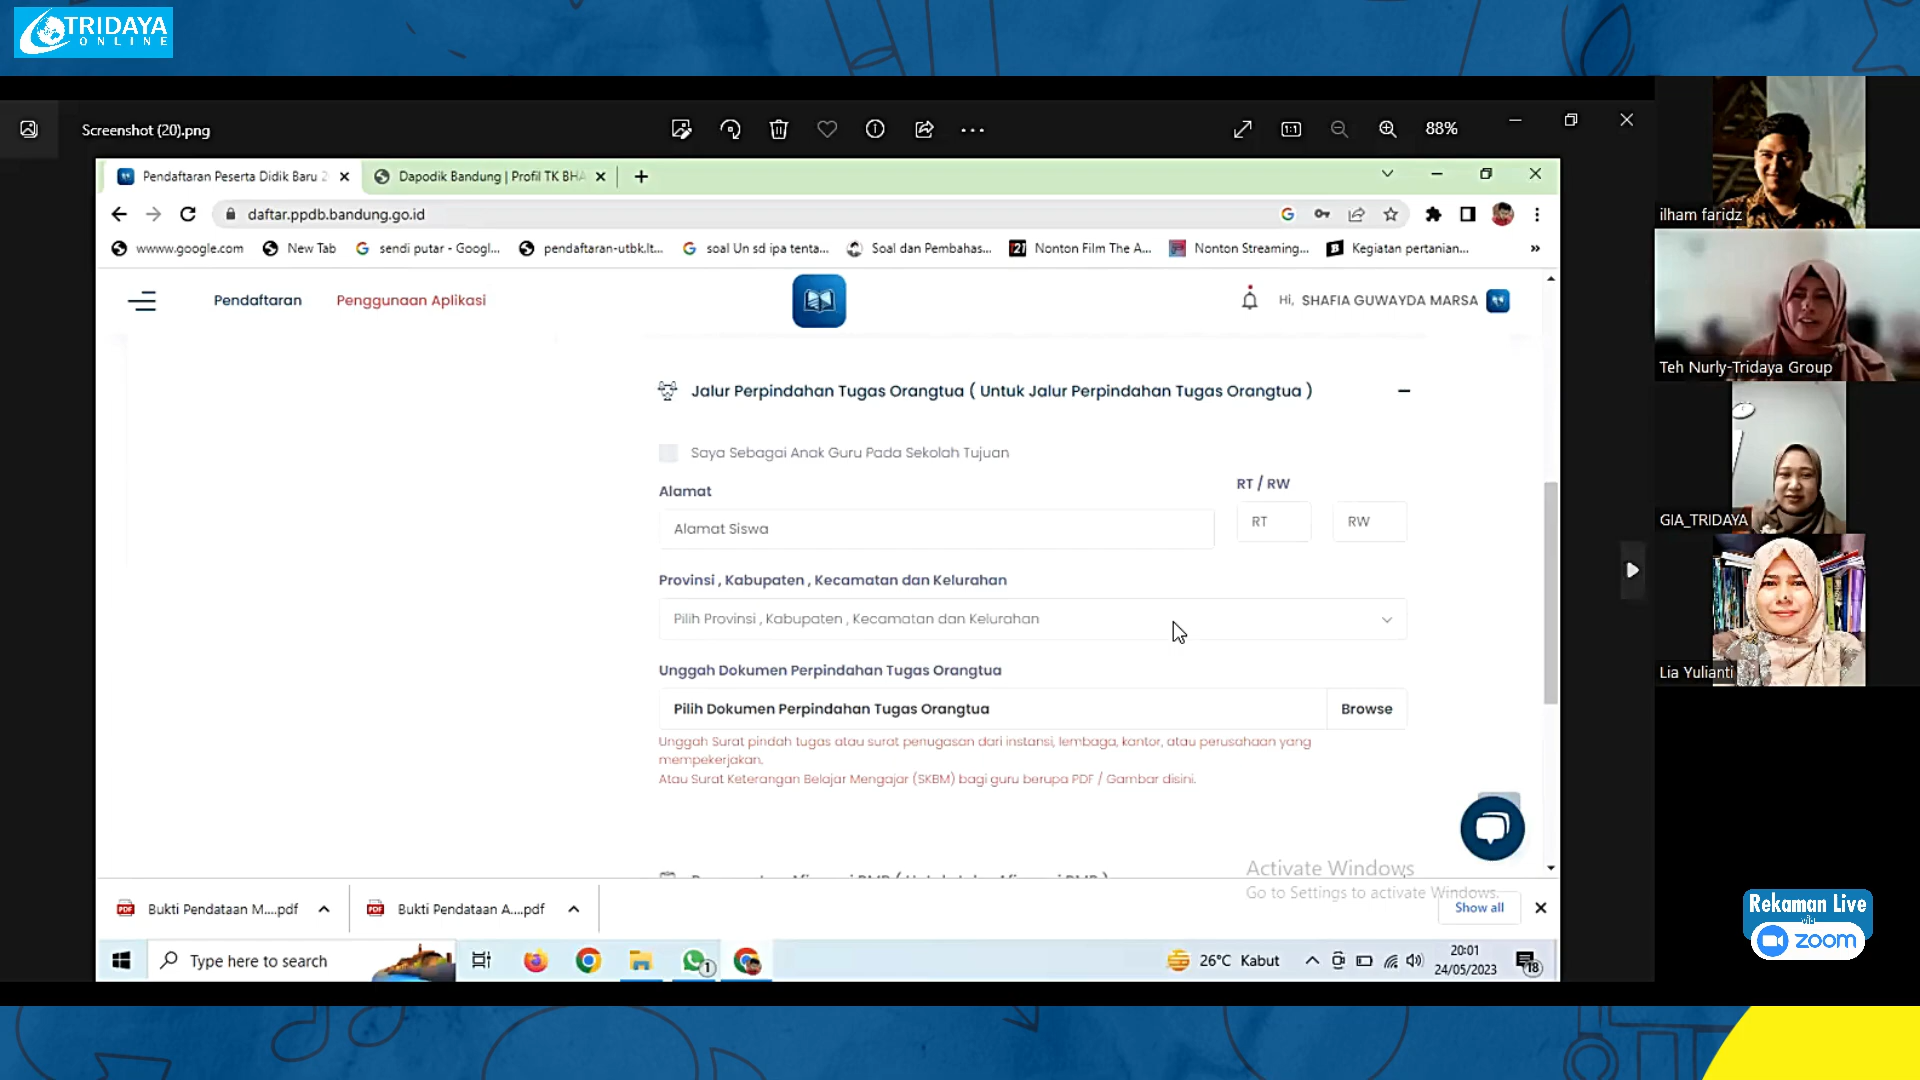 TRIDAYA
ONLINE
Screenshot (20).png
88%
Pendaftaran Peserta Didik Baru 2
Dapodik Bandung | Profil TK BHA
daftar.ppdb.bandung.go.id
wwww.google.com
New Tab
sendi putar - Googl...
pendaftaran-utbk.lt...
soal Un sd ipa tenta...
Soal dan Pembahas...
Nonton Film The A...
Nonton Streaming...
Kegiatan pertanian...
»
Pendaftaran
Penggunaan Aplikasi
Hi, SHAFIA GUWAYDA MARSA
Jalur Perpindahan Tugas Orangtua ( Untuk Jalur Perpindahan Tugas Orangtua )
Saya Sebagai Anak Guru Pada Sekolah Tujuan
Alamat
RT / RW
Alamat Siswa
RT
RW
Provinsi , Kabupaten , Kecamatan dan Kelurahan
Pilih Provinsi , Kabupaten , Kecamatan dan Kelurahan
Unggah Dokumen Perpindahan Tugas Orangtua
Pilih Dokumen Perpindahan Tugas Orangtua
Browse
Unggah Surat pindah tugas atau surat penugasan dari instansi, lembaga, kantor, atau perusahaan yang
mempekerjakan.
Atau Surat Keterangan Belajar Mengajar (SKBM) bagi guru berupa PDF / Gambar disini.
Activate Windows
Go to Settings to activate Windows.
Bukti Pendataan M....pdf
Bukti Pendataan A....pdf
Show all
Type here to search
1
26°C Kabut
20:01
24/05/2023
18
ilham faridz
Teh Nurly-Tridaya Group
GIA_TRIDAYA
Lia Yulianti
Rekaman Live
via
zoom